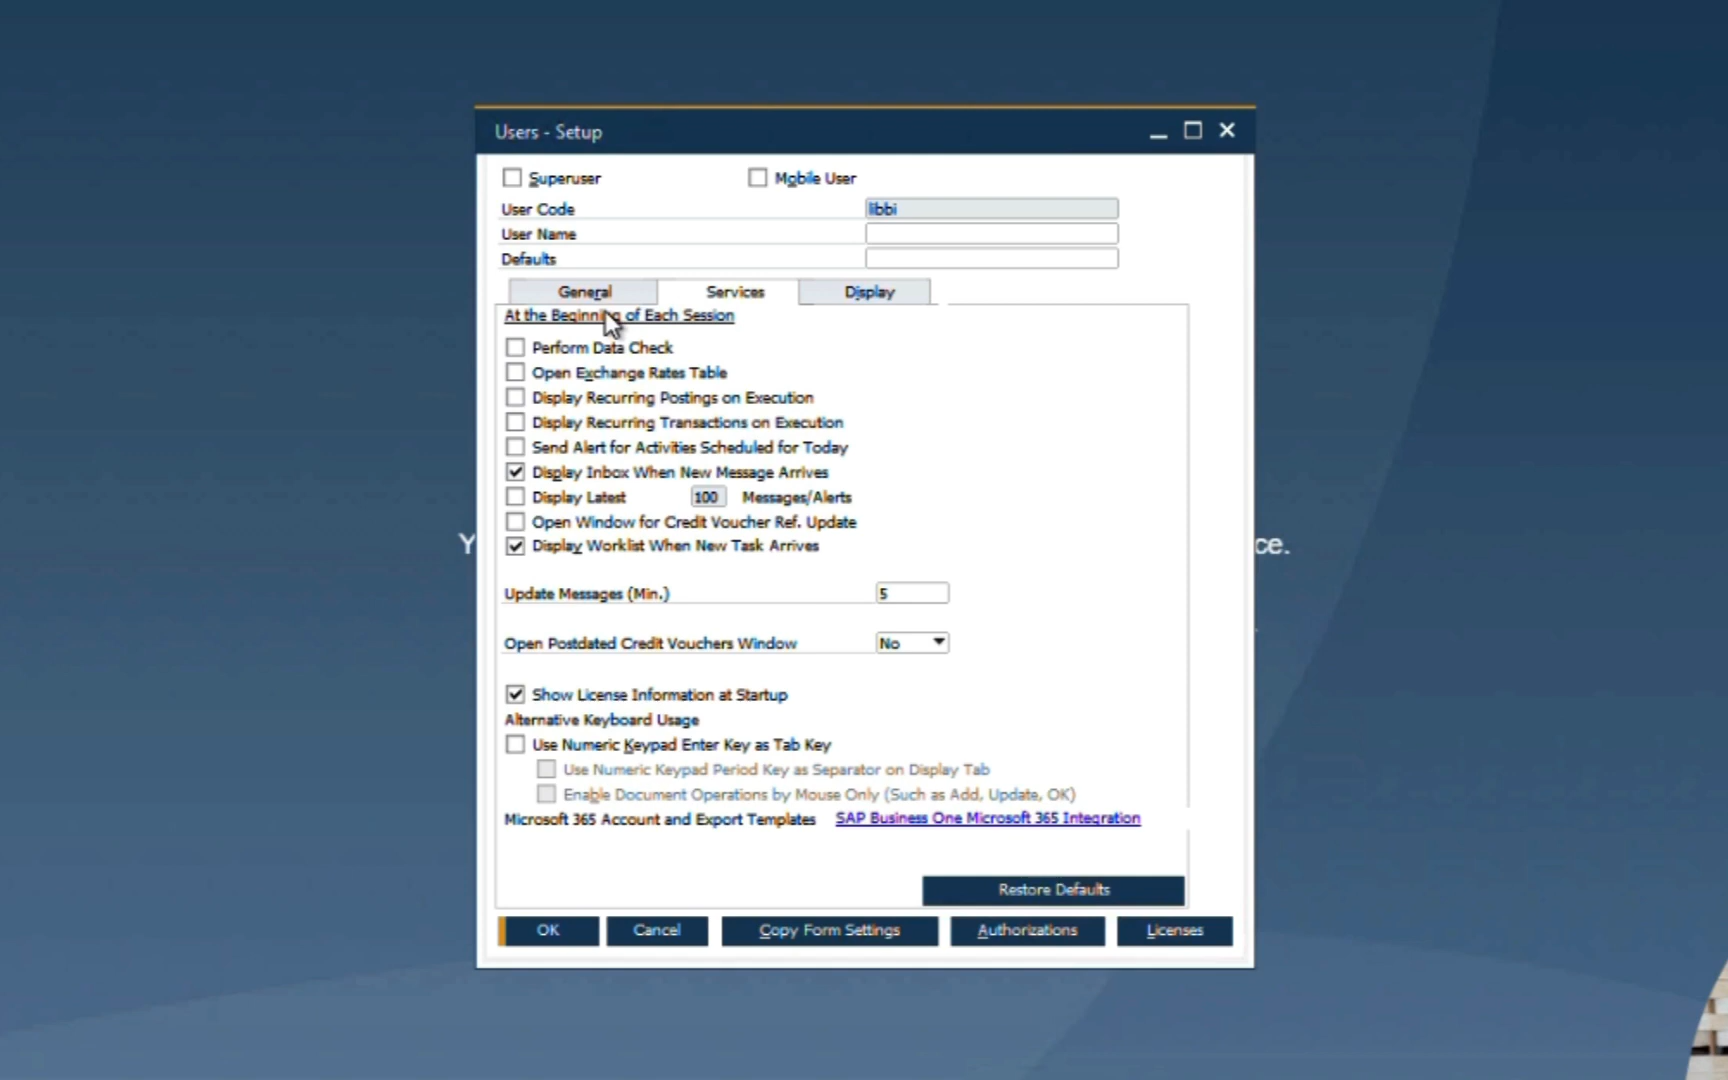 Users - Setup
Superuser Mobile User
User Code libbi
User Name
Defaults
General Services Display
At the Beginning of Each Session
Perform Data Check
Open Exchange Rates Table
Display Recurring Postings on Execution
Display Recurring Transactions on Execution
Send Alert for Activities Scheduled for Today
Display Inbox When New Message Arrives
Display Latest 100 Messages/Alerts
Open Window for Credit Voucher Ref. Update
Y Display Worklist When New Task Arrives ce.
Update Messages (Min.) 5
Open Postdated Credit Vouchers Window No
Show License Information at Startup
Alternative Keyboard Usage
Use Numeric Keypad Enter Key as Tab Key
Use Numeric Keypad Period Key as Separator on Display Tab
Enable Document Operations by Mouse Only (Such as Add, Update, OK)
Microsoft 365 Account and Export Templates SAP Business One Microsoft 365 Integration
Restore Defaults
OK Cancel Copy Form Settings Authorizations Licenses